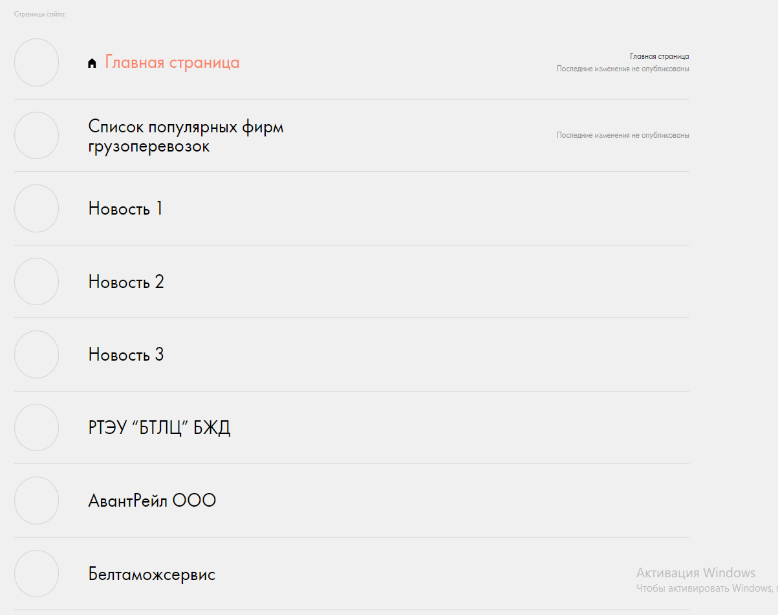 Страницы сайта:
Главная страница
Главная страница
Последние изменения не опубликованы
Список популярных фирм
грузоперевозок
Последние изменения не опубликованы
Новость 1
Новость 2
Новость 3
РТЭУ “БТЛЦ” БЖД
АвантРейл ООО
Белтаможсервис
Активация Windows
Чтобы активировать Windows,